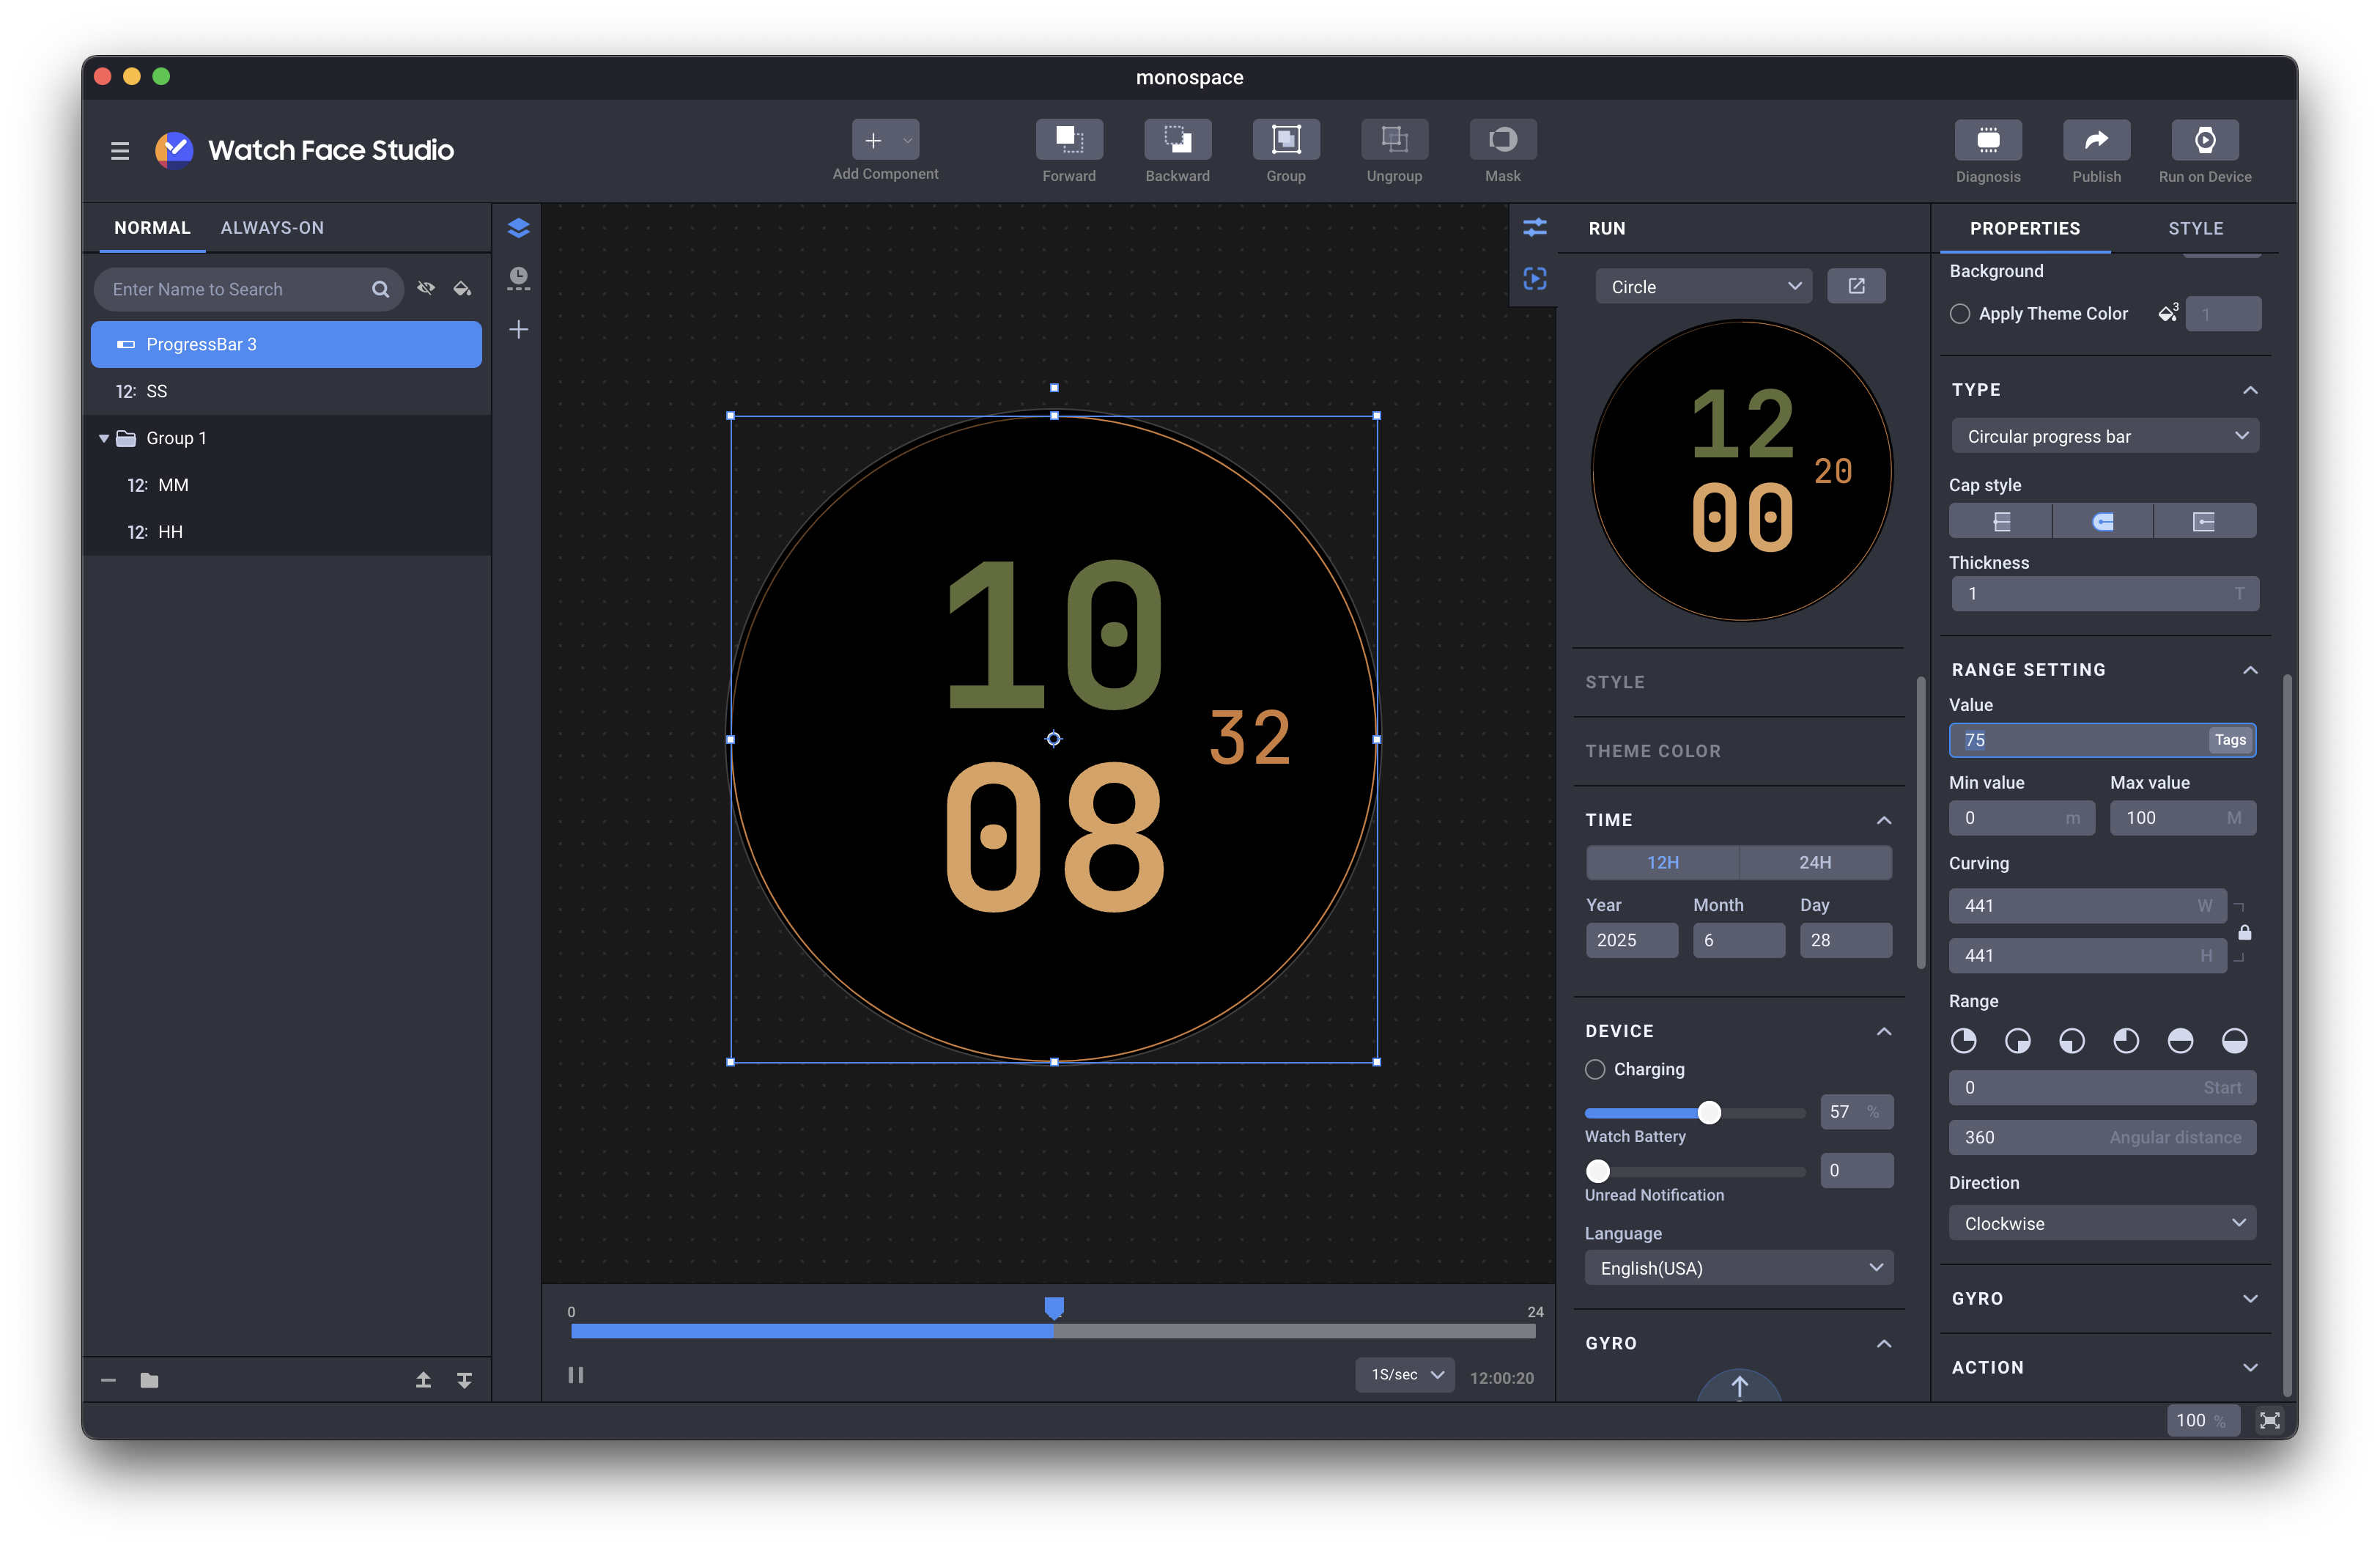 monospace
Watch Face Studio
Add Component
Forward
Backward
Group
Ungroup
Mask
Diagnosis
Publish
Run on Device
NORMAL
ALWAYS-ON
Enter Name to Search
ProgressBar 3
12: SS
Group 1
12: MM
12: HH
10
32
08
0
24
1S/sec
12:00:20
RUN
Circle
12
20
00
STYLE
THEME COLOR
TIME
12H
24H
Year
Month
Day
2025
6
28
DEVICE
Charging
57 %
Watch Battery
0
Unread Notification
Language
English(USA)
GYRO
PROPERTIES
STYLE
Background
Apply Theme Color
3
1
TYPE
Circular progress bar
Cap style
Thickness
1 T
RANGE SETTING
Value
75
Tags
Min value
Max value
0 m
100 M
Curving
441 W
441 H
Range
0 Start
360 Angular distance
Direction
Clockwise
GYRO
ACTION
100 %